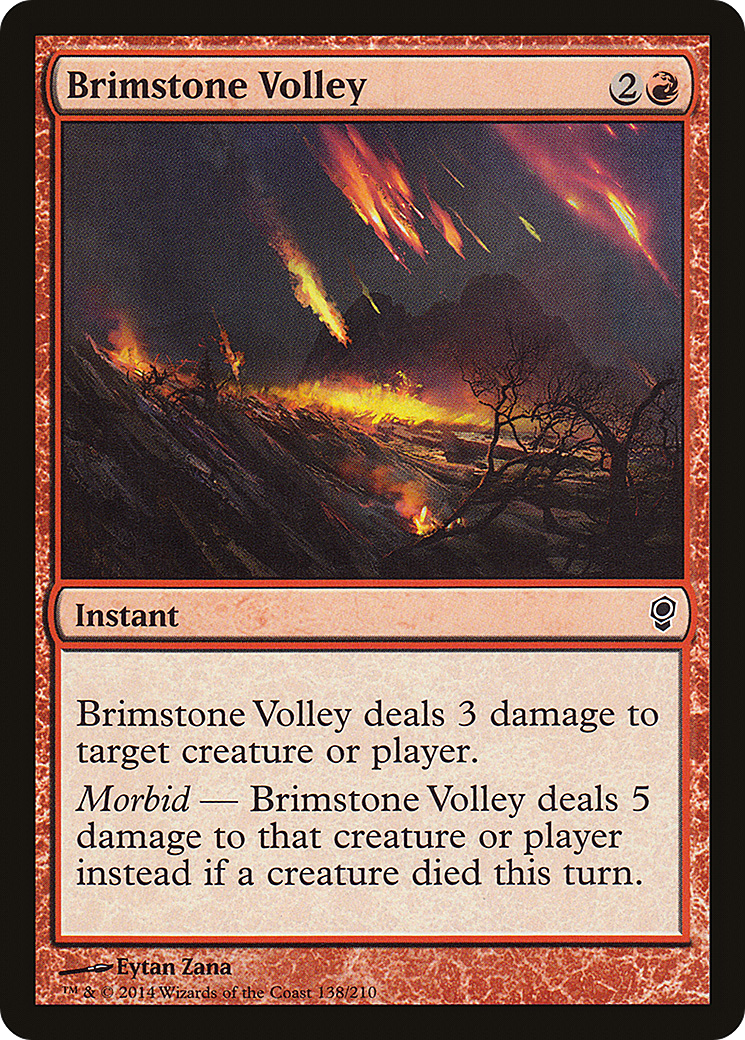 Brimstone Volley 2
Instant
Brimstone Volley deals 3 damage to
target creature or player.
Morbid — Brimstone Volley deals 5
damage to that creature or player
instead if a creature died this turn.
Eytan Zana
™ & © 2014 Wizards of the Coast 138/210